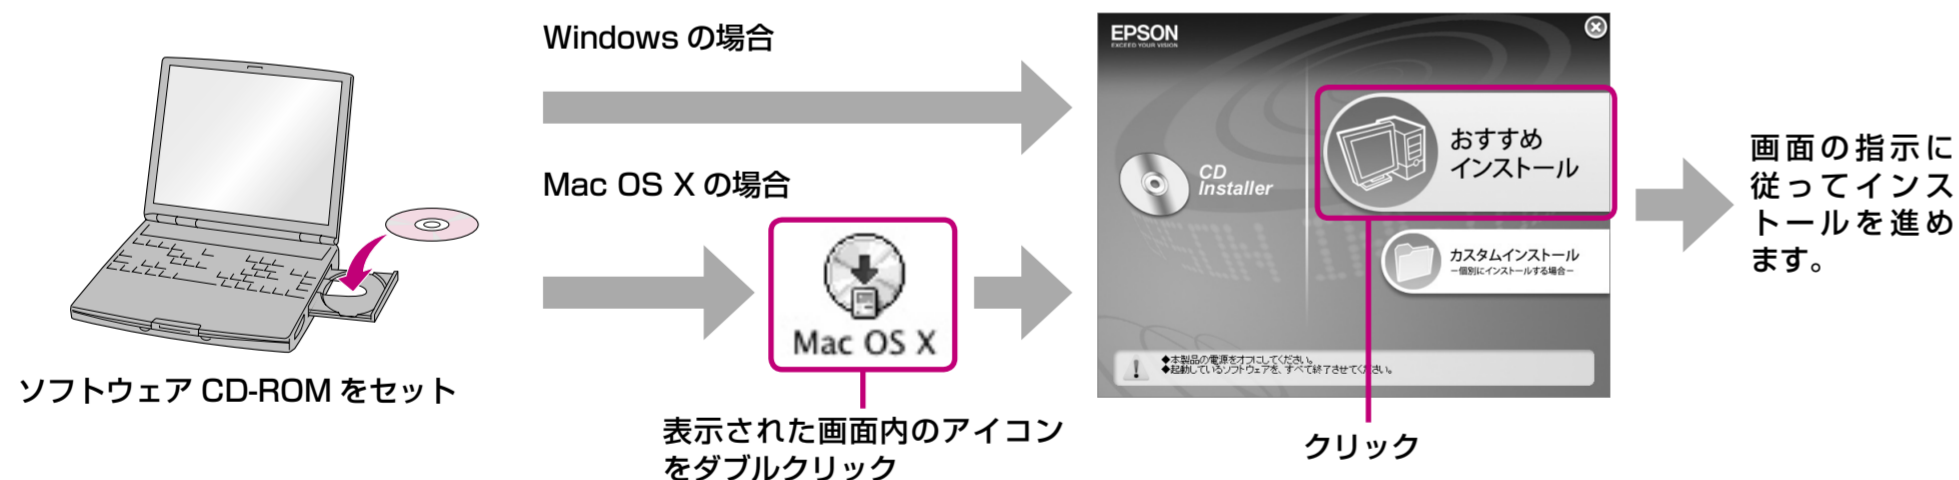 ソフトウェア CD-ROM をセット
Windows の場合
Mac OS X の場合
Mac OS X
表示された画面内のアイコン
をダブルクリック
EPSON
EXCEED YOUR VISION
CD
Installer
おすすめ
インストール
カスタムインストール
－個別にインストールする場合－
◆本製品の電源をオフにしてください。
◆起動しているソフトウェアを、すべて終了させてください。
クリック
画面の指示に
従ってインス
トールを進め
ます。